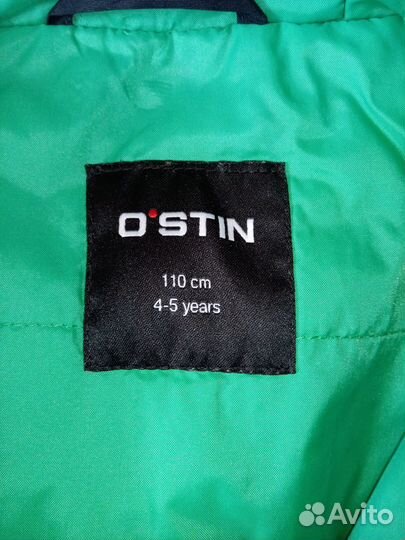 O'STIN
110 cm
4-5 years
Avito